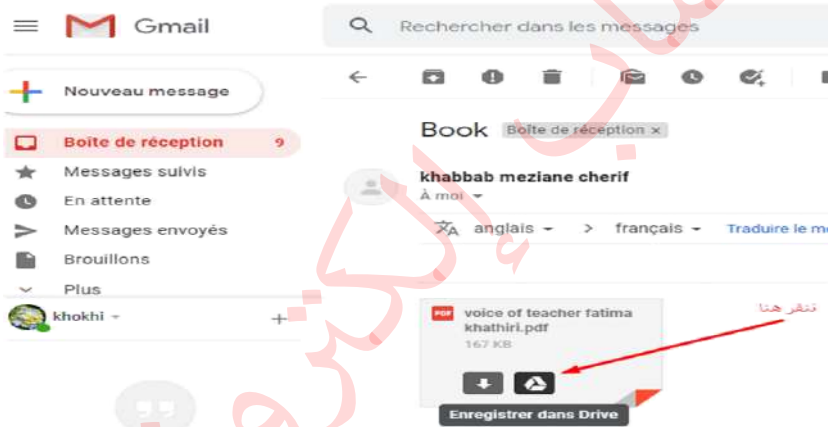 Gmail
Rechercher dans les messages
Nouveau message
Boîte de réception 9
Messages suivis
En attente
Messages envoyés
Brouillons
Plus
khokhi
Book Boîte de réception x
khabbab meziane cherif
À moi
anglais > français Traduire le
PDF voice of teacher fatima
khathiri.pdf
167 KB
تنقر هنا
Enregistrer dans Drive